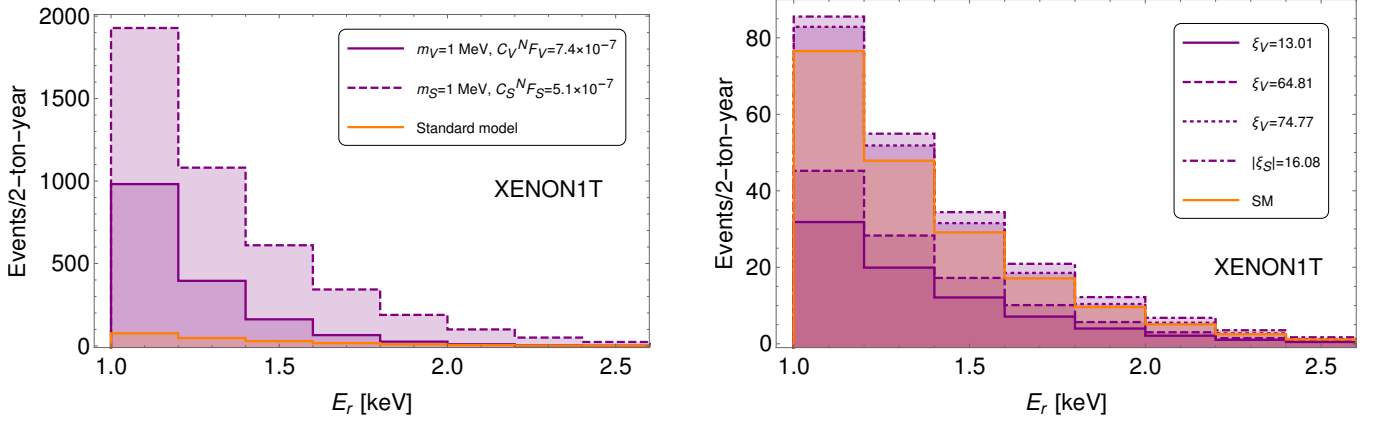 2000
1500
1000
500
0
Events/2-ton-year
m_V=1 MeV, C_V^N F_V=7.4×10^-7
m_S=1 MeV, C_S^N F_S=5.1×10^-7
Standard model
XENON1T
1.0 1.5 2.0 2.5
E_r [keV]
80
60
40
20
0
Events/2-ton-year
ξ_V=13.01
ξ_V=64.81
ξ_V=74.77
|ξ_S|=16.08
SM
XENON1T
1.0 1.5 2.0 2.5
E_r [keV]